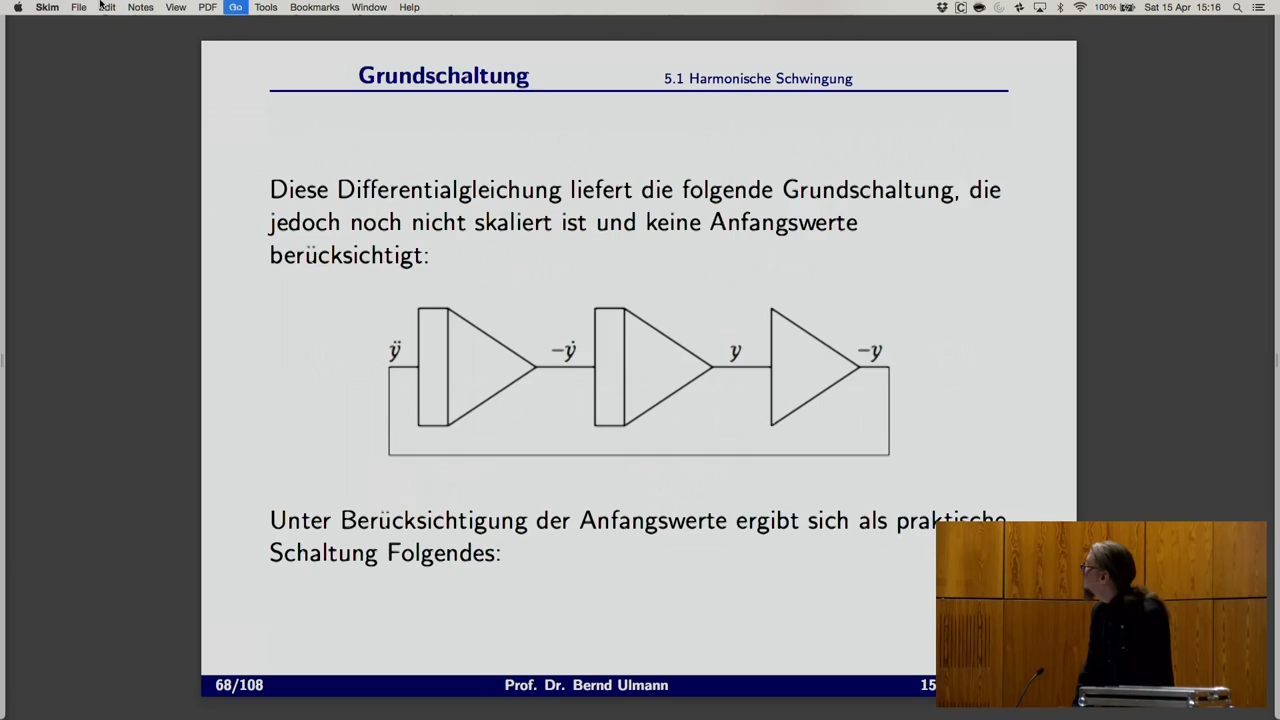 Skim File Edit Notes View PDF Go Tools Bookmarks Window Help 100% Sat 15 Apr 15:16
Grundschaltung 5.1 Harmonische Schwingung
Diese Differentialgleichung liefert die folgende Grundschaltung, die
jedoch noch nicht skaliert ist und keine Anfangswerte
berücksichtigt:
ÿ −ẏ y −y
Unter Berücksichtigung der Anfangswerte ergibt sich als praktische
Schaltung Folgendes:
68/108 Prof. Dr. Bernd Ulmann 15